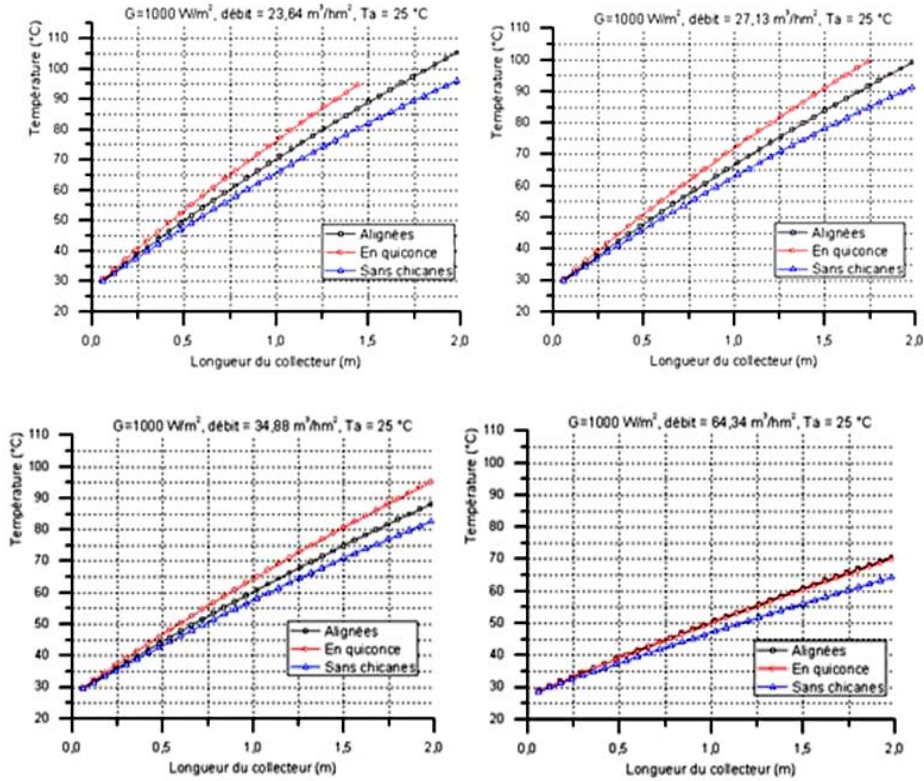 G=1000 W/m², débit = 23,64 m³/hm², Ta = 25 °C
Température (°C)
110
100
90
80
70
60
50
40
30
20
Alignées
En quiconce
Sans chicanes
0,0 0,5 1,0 1,5 2,0
Longueur du collecteur (m)
G=1000 W/m², débit = 27,13 m³/hm², Ta = 25 °C
Température (°C)
110
100
90
80
70
60
50
40
30
20
Alignées
En quiconce
Sans chicanes
0,0 0,5 1,0 1,5 2,0
Longueur du collecteur (m)
G=1000 W/m², débit = 34,88 m³/hm², Ta = 25 °C
Température (°C)
110
100
90
80
70
60
50
40
30
20
Alignées
En quiconce
Sans chicanes
0,0 0,5 1,0 1,5 2,0
Longueur du collecteur (m)
G=1000 W/m², débit = 64,34 m³/hm², Ta = 25 °C
Température (°C)
110
100
90
80
70
60
50
40
30
20
Alignées
En quiconce
Sans chicanes
0,0 0,5 1,0 1,5 2,0
Longueur du collecteur (m)